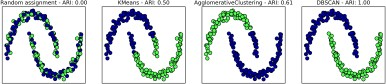 Random assignment - ARI: 0.00
KMeans - ARI: 0.50
AgglomerativeClustering - ARI: 0.61
DBSCAN - ARI: 1.00